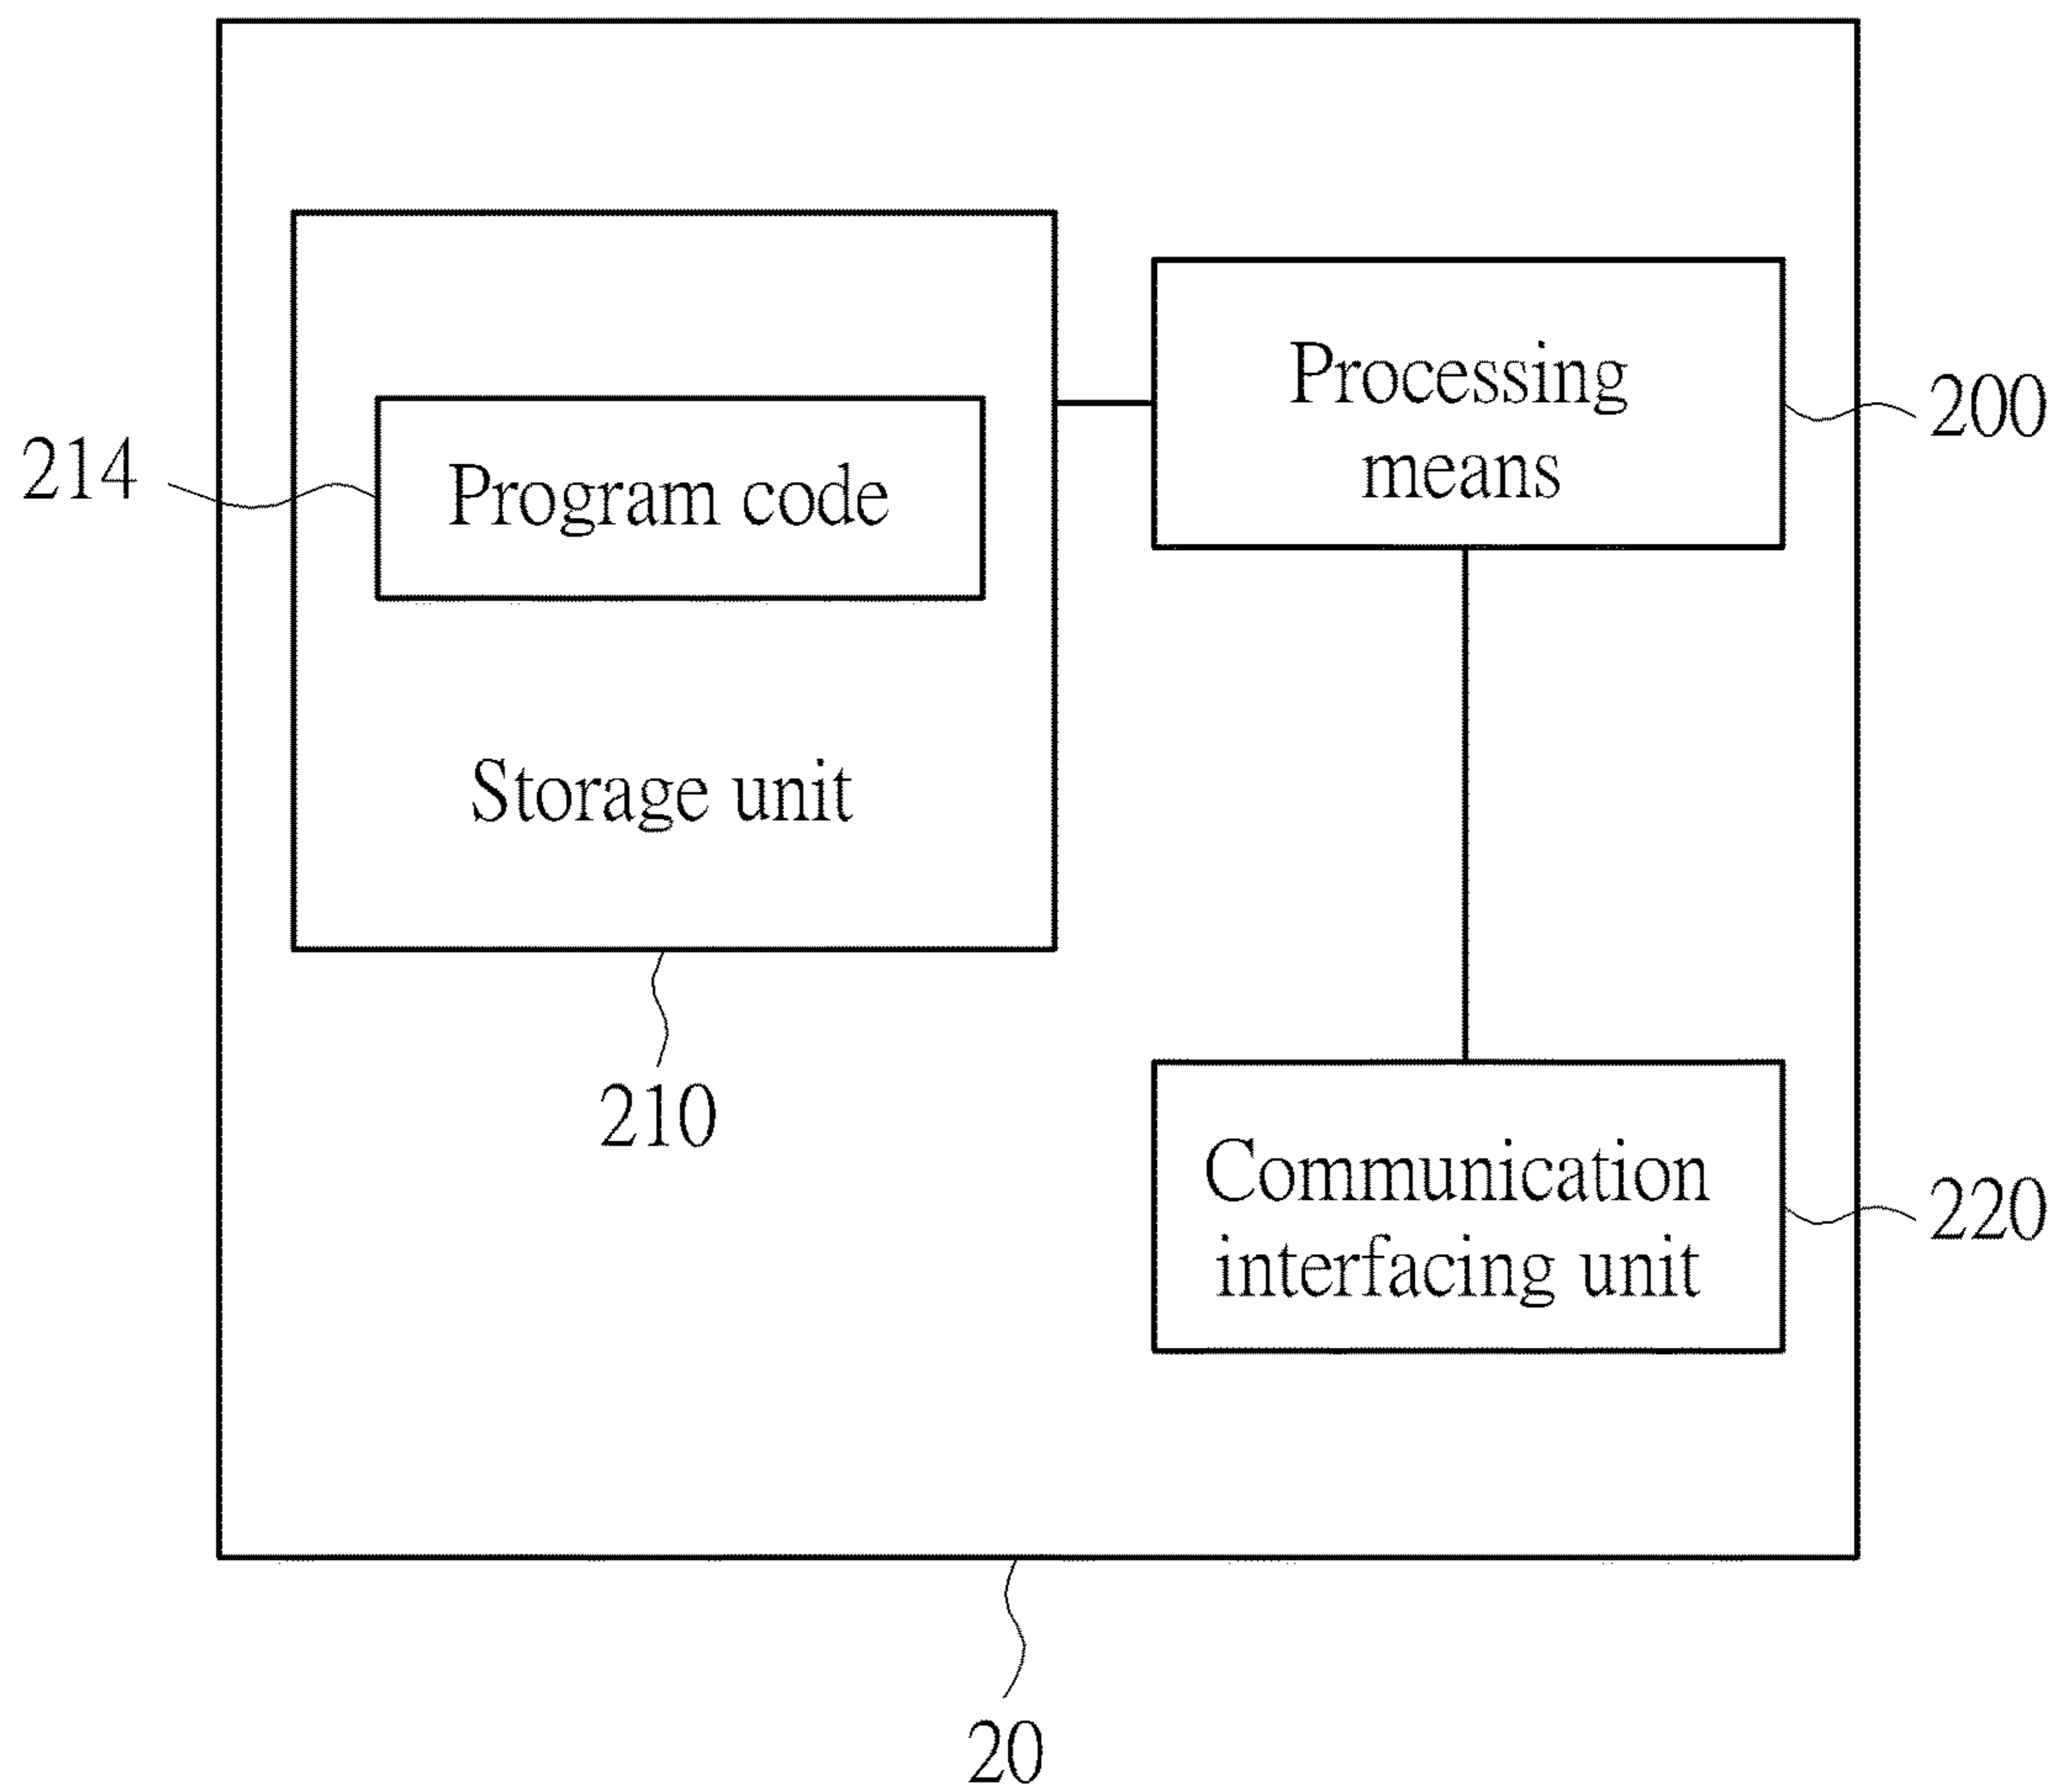 Processing
means
200
214
Program code
Storage unit
210
Communication
interfacing unit
220
20